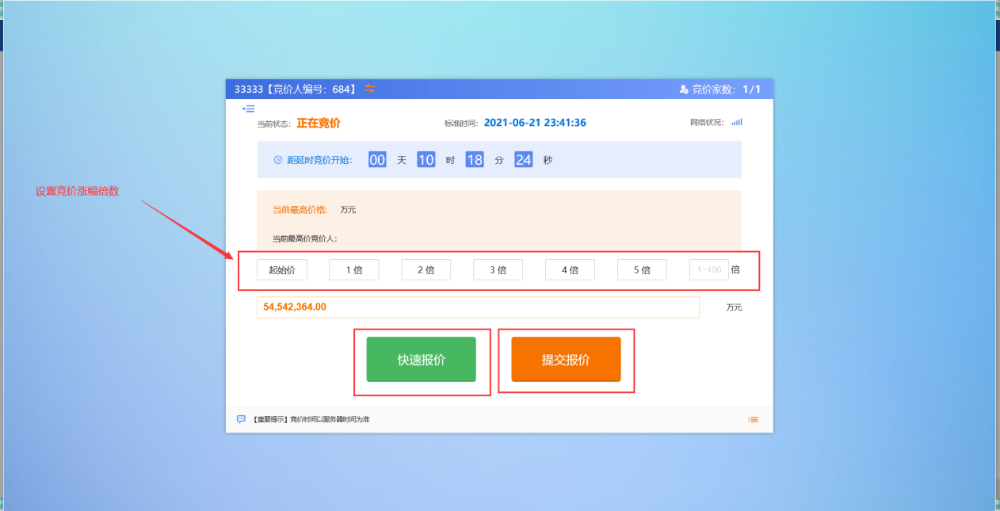 33333【竞价人编号：684】 竞价家数：1/1
当前状态：正在竞价 标准时间：2021-06-21 23:41:36 网络状况：
距延时竞价开始： 00 天 10 时 18 分 24 秒
设置竞价涨幅倍数
当前最高价格: 万元
当前最高价竞价人：
起始价 1 倍 2 倍 3 倍 4 倍 5 倍 1~100 倍
54,542,364.00 万元
快速报价 提交报价
【重要提示】竞价时间以服务器时间为准